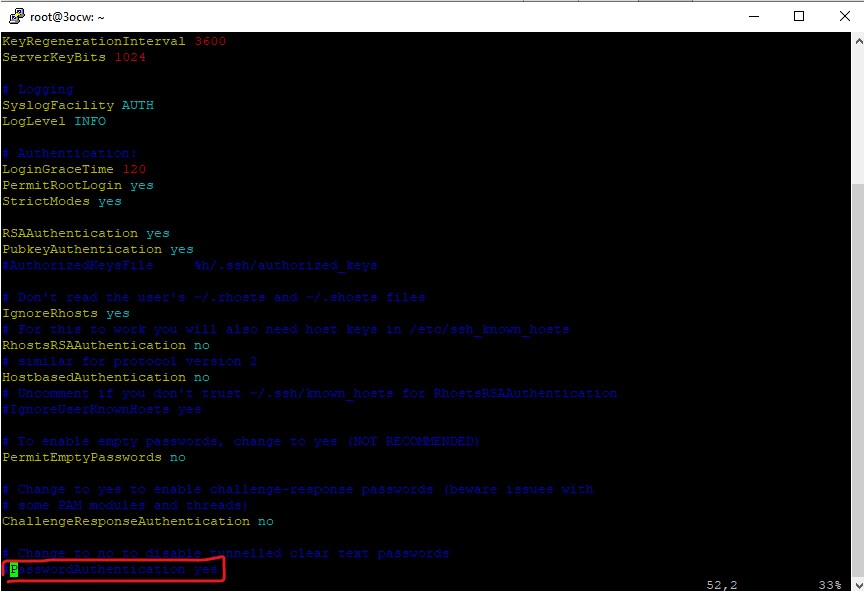 root@3ocw: ~
KeyRegenerationInterval 3600
ServerKeyBits 1024
# Logging
SyslogFacility AUTH
LogLevel INFO
# Authentication:
LoginGraceTime 120
PermitRootLogin yes
StrictModes yes
RSAAuthentication yes
PubkeyAuthentication yes
#AuthorizedKeysFile     %h/.ssh/authorized_keys
# Don't read the user's ~/.rhosts and ~/.shosts files
IgnoreRhosts yes
# For this to work you will also need host keys in /etc/ssh_known_hosts
RhostsRSAAuthentication no
# similar for protocol version 2
HostbasedAuthentication no
# Uncomment if you don't trust ~/.ssh/known_hosts for RhostsRSAAuthentication
#IgnoreUserKnownHosts yes
# To enable empty passwords, change to yes (NOT RECOMMENDED)
PermitEmptyPasswords no
# Change to yes to enable challenge-response passwords (beware issues with
# some PAM modules and threads)
ChallengeResponseAuthentication no
# Change to no to disable tunnelled clear text passwords
#PasswordAuthentication yes
52,2 33%